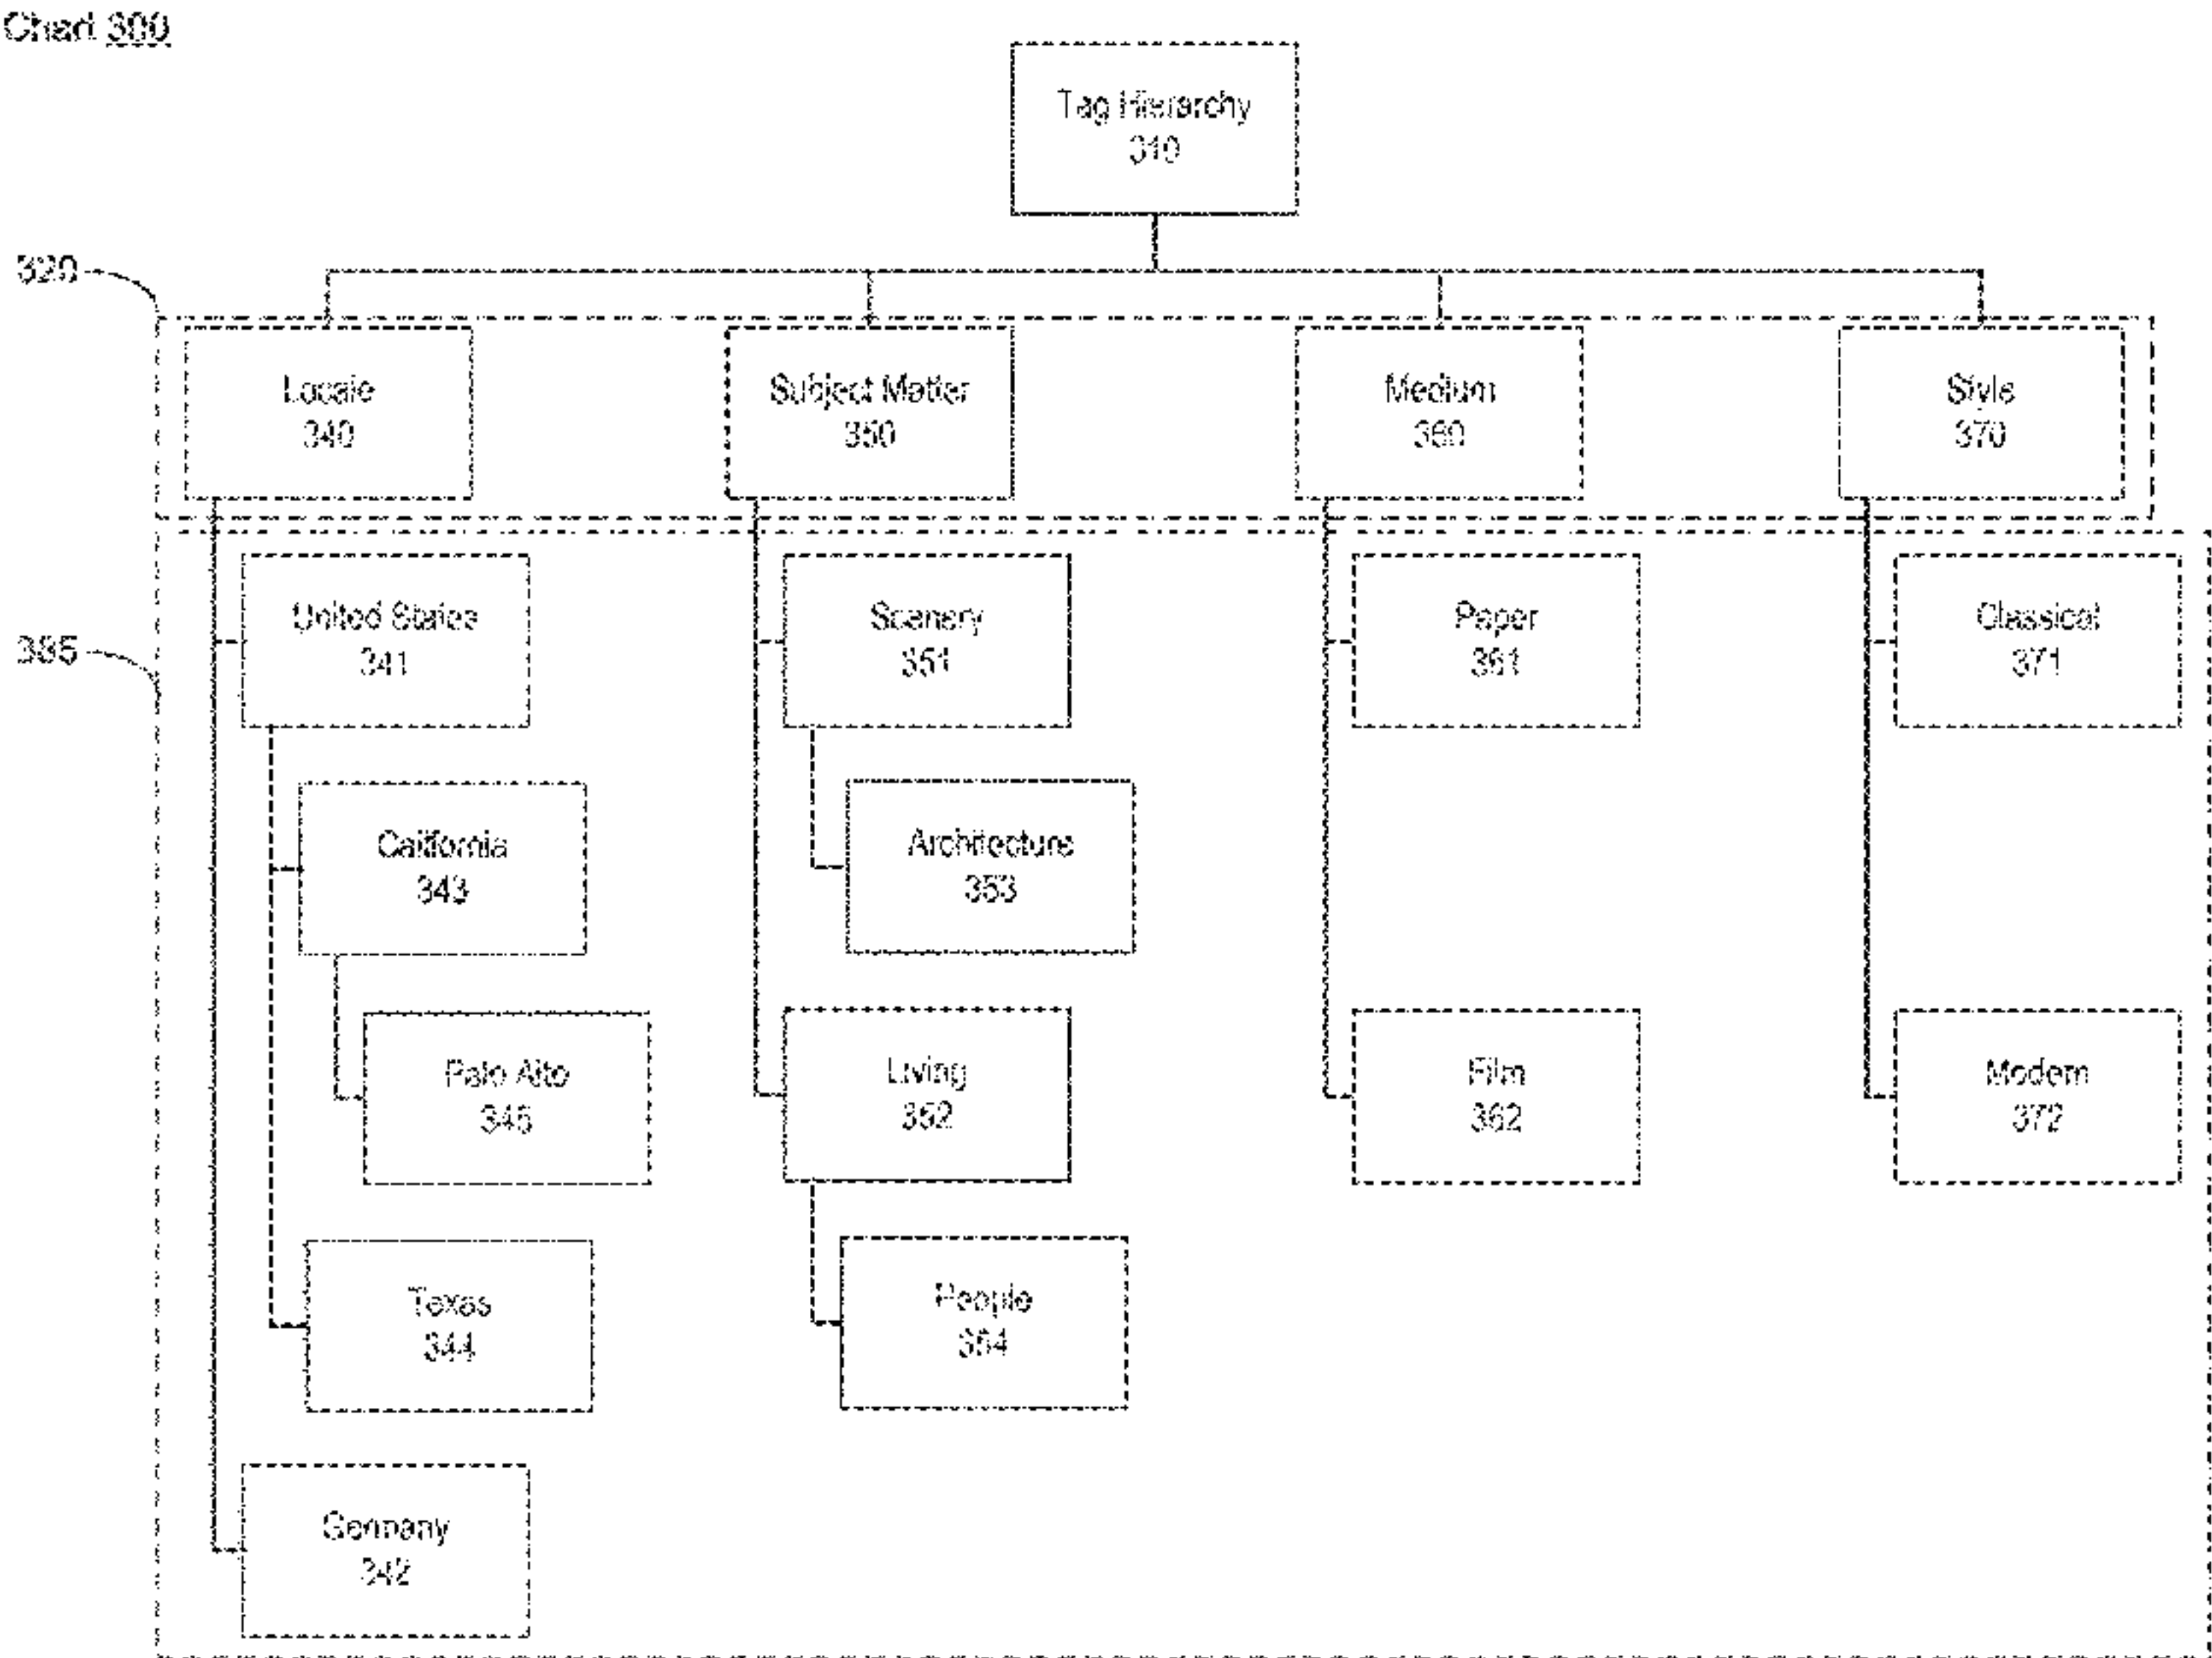 Chart 300
Tag Hierarchy
310
320
Locale
340
Subject Matter
350
Medium
360
Style
370
385
United States
341
Scenery
351
Paper
361
Classical
371
California
343
Architecture
353
Palo Alto
345
Living
352
Film
362
Modern
372
Texas
344
People
354
Germany
342